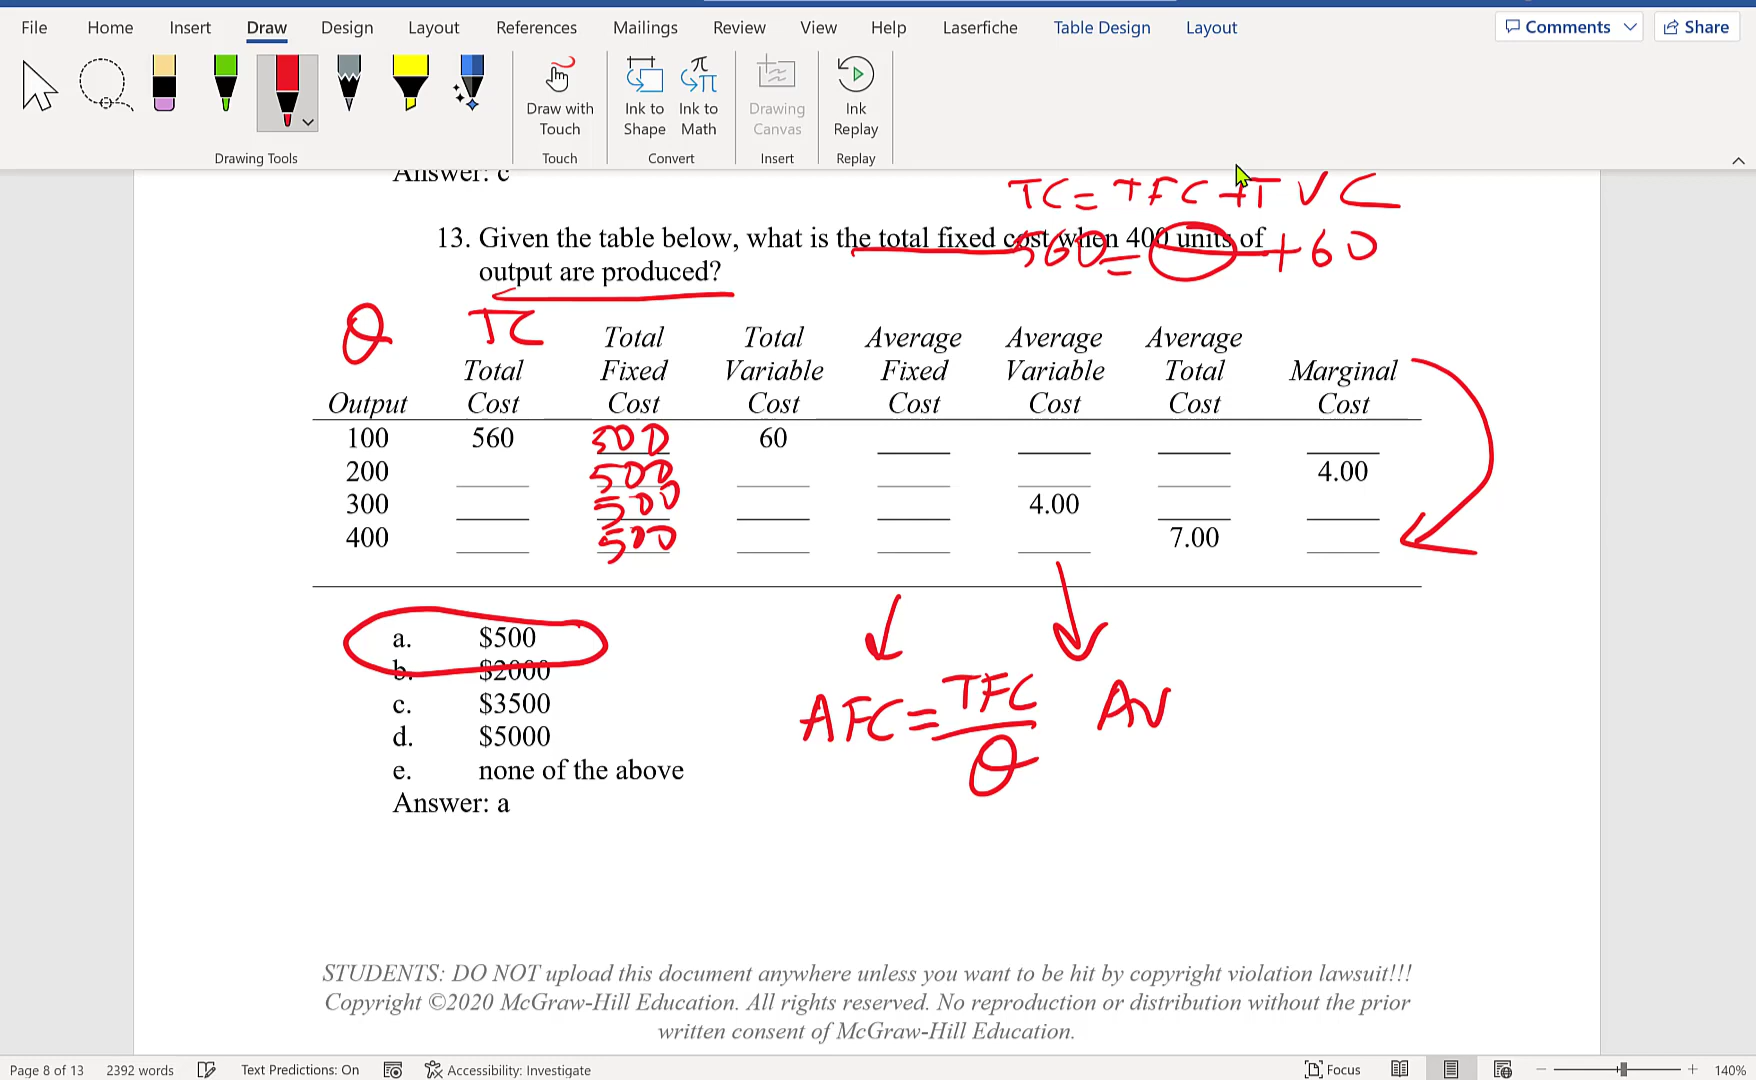 File Home Insert Draw Design Layout References Mailings Review View Help Laserfiche Table Design Layout Comments Share
Draw with Touch
Ink to Shape
Ink to Math
Drawing Canvas
Ink Replay
Drawing Tools Touch Convert Insert Replay
Answer: c
TC = TFC + TVC
560 = + 60
13. Given the table below, what is the total fixed cost when 400 units of
output are produced?
Q TC
Output Total Cost Total Fixed Cost Total Variable Cost Average Fixed Cost Average Variable Cost Average Total Cost Marginal Cost
100 560 500 60
200 500 4.00
300 500 4.00
400 500 7.00
a. $500
b. $2000
c. $3500
d. $5000
e. none of the above
Answer: a
AFC = TFC
Q
AV
STUDENTS: DO NOT upload this document anywhere unless you want to be hit by copyright violation lawsuit!!!
Copyright ©2020 McGraw-Hill Education. All rights reserved. No reproduction or distribution without the prior
written consent of McGraw-Hill Education.
Page 8 of 13 2392 words Text Predictions: On Accessibility: Investigate Focus 140%